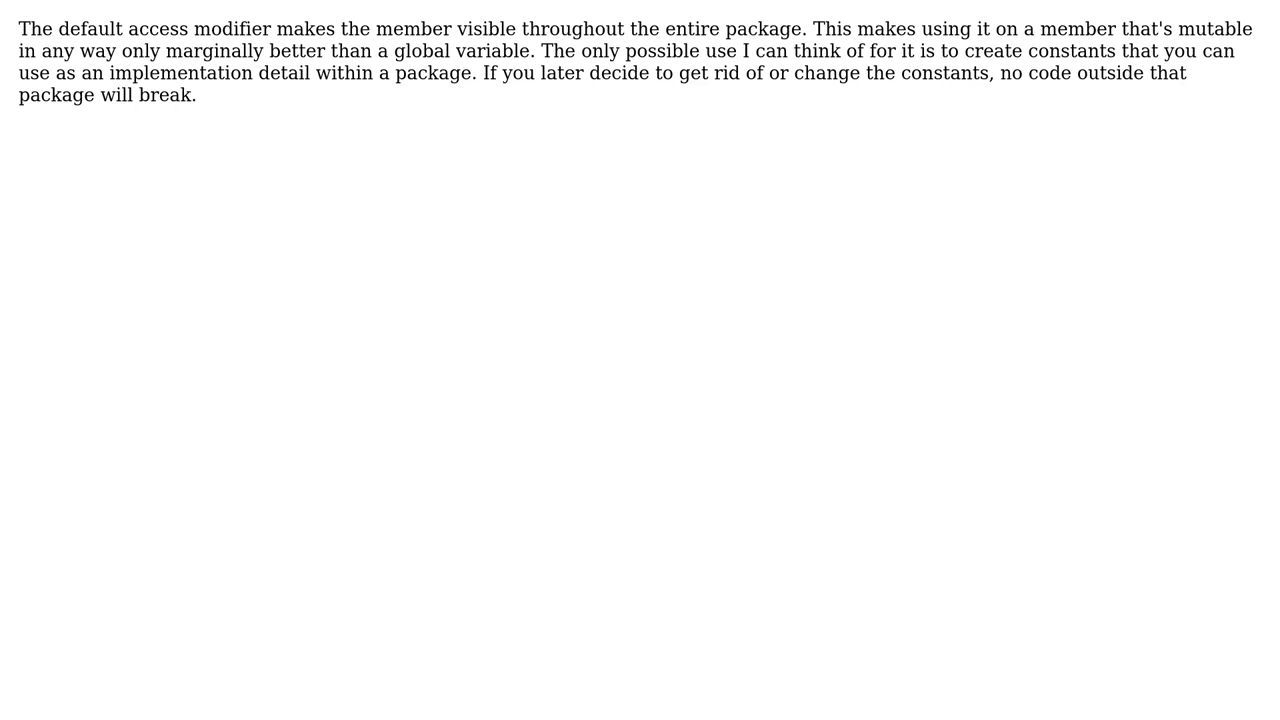 The default access modifier makes the member visible throughout the entire package. This makes using it on a member that's mutable
in any way only marginally better than a global variable. The only possible use I can think of for it is to create constants that you can
use as an implementation detail within a package. If you later decide to get rid of or change the constants, no code outside that
package will break.